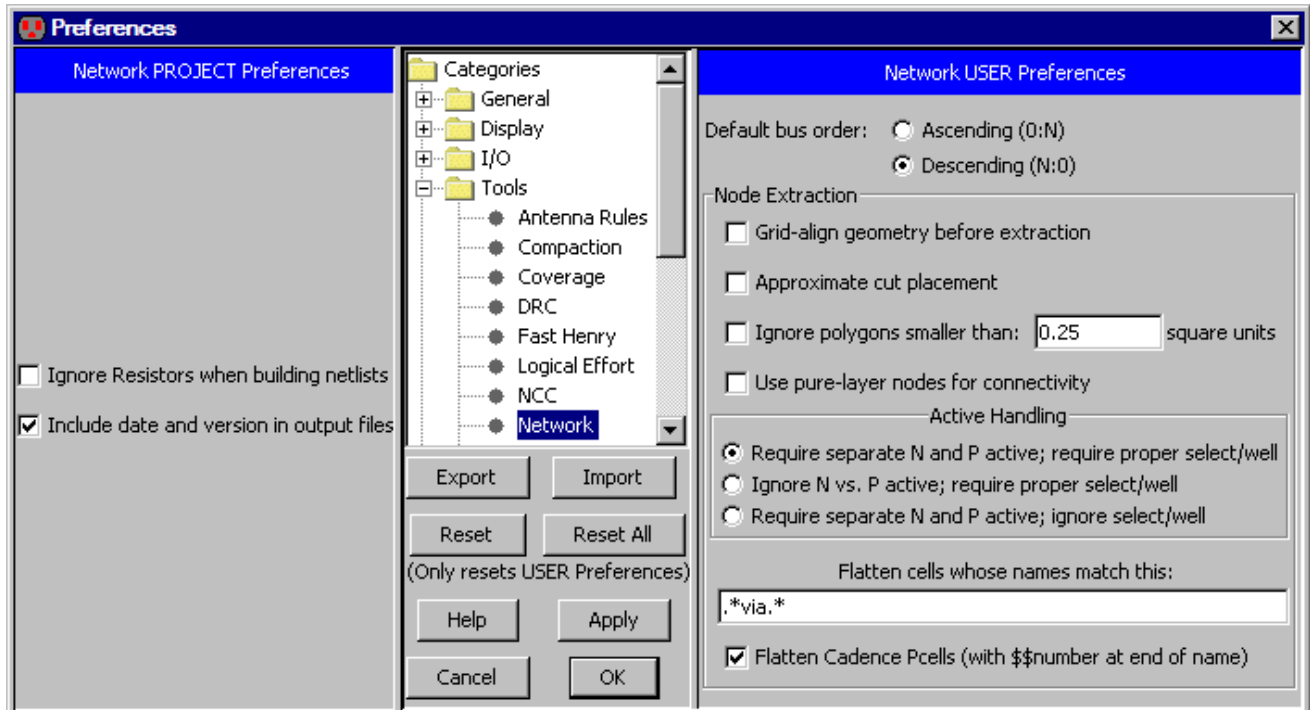 Preferences
Network PROJECT Preferences
Ignore Resistors when building netlists
Include date and version in output files
Categories
General
Display
I/O
Tools
Antenna Rules
Compaction
Coverage
DRC
Fast Henry
Logical Effort
NCC
Network
Export Import
Reset Reset All
(Only resets USER Preferences)
Help Apply
Cancel OK
Network USER Preferences
Default bus order: Ascending (0:N)
Descending (N:0)
Node Extraction
Grid-align geometry before extraction
Approximate cut placement
Ignore polygons smaller than: 0.25 square units
Use pure-layer nodes for connectivity
Active Handling
Require separate N and P active; require proper select/well
Ignore N vs. P active; require proper select/well
Require separate N and P active; ignore select/well
Flatten cells whose names match this:
.*via.*
Flatten Cadence Pcells (with $$number at end of name)